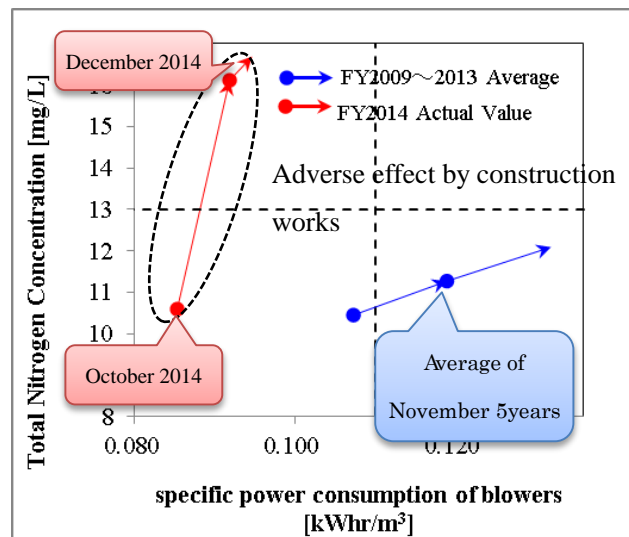 December 2014
FY2009～2013 Average
FY2014 Actual Value
16
15
14
13
12
11
10
8
Adverse effect by construction
works
Average of
November 5years
October 2014
0.080
0.100
0.120
Total Nitrogen Concentration [mg/L]
specific power consumption of blowers
[kWhr/m³]